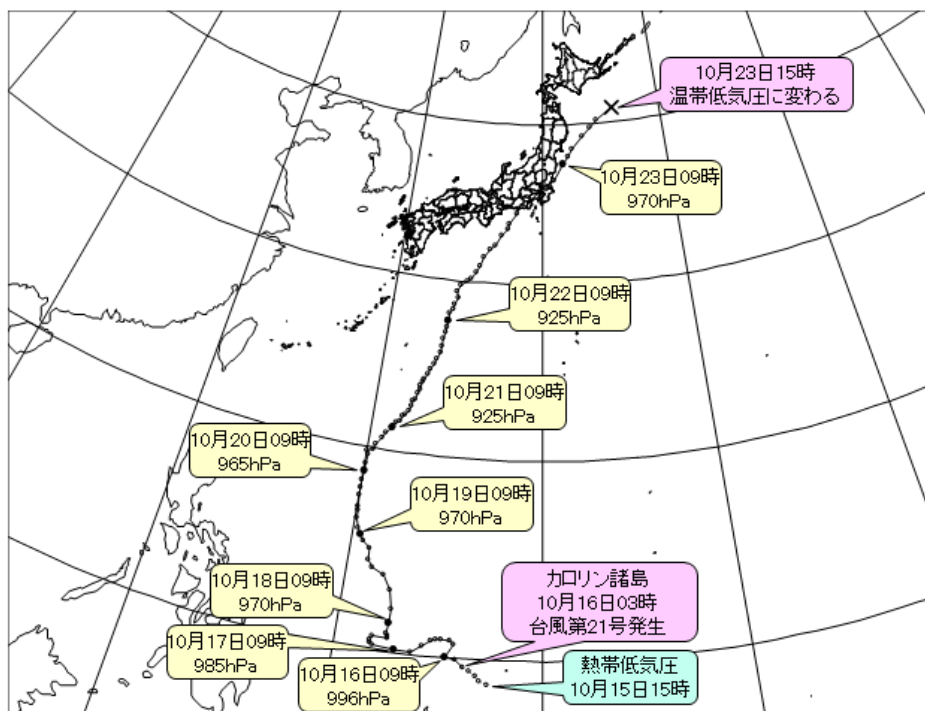 10月23日15時
温帯低気圧に変わる
10月23日09時
970hPa
10月22日09時
925hPa
10月21日09時
925hPa
10月20日09時
965hPa
10月19日09時
970hPa
10月18日09時
970hPa
カロリン諸島
10月16日03時
台風第21号発生
10月17日09時
985hPa
10月16日09時
996hPa
熱帯低気圧
10月15日15時